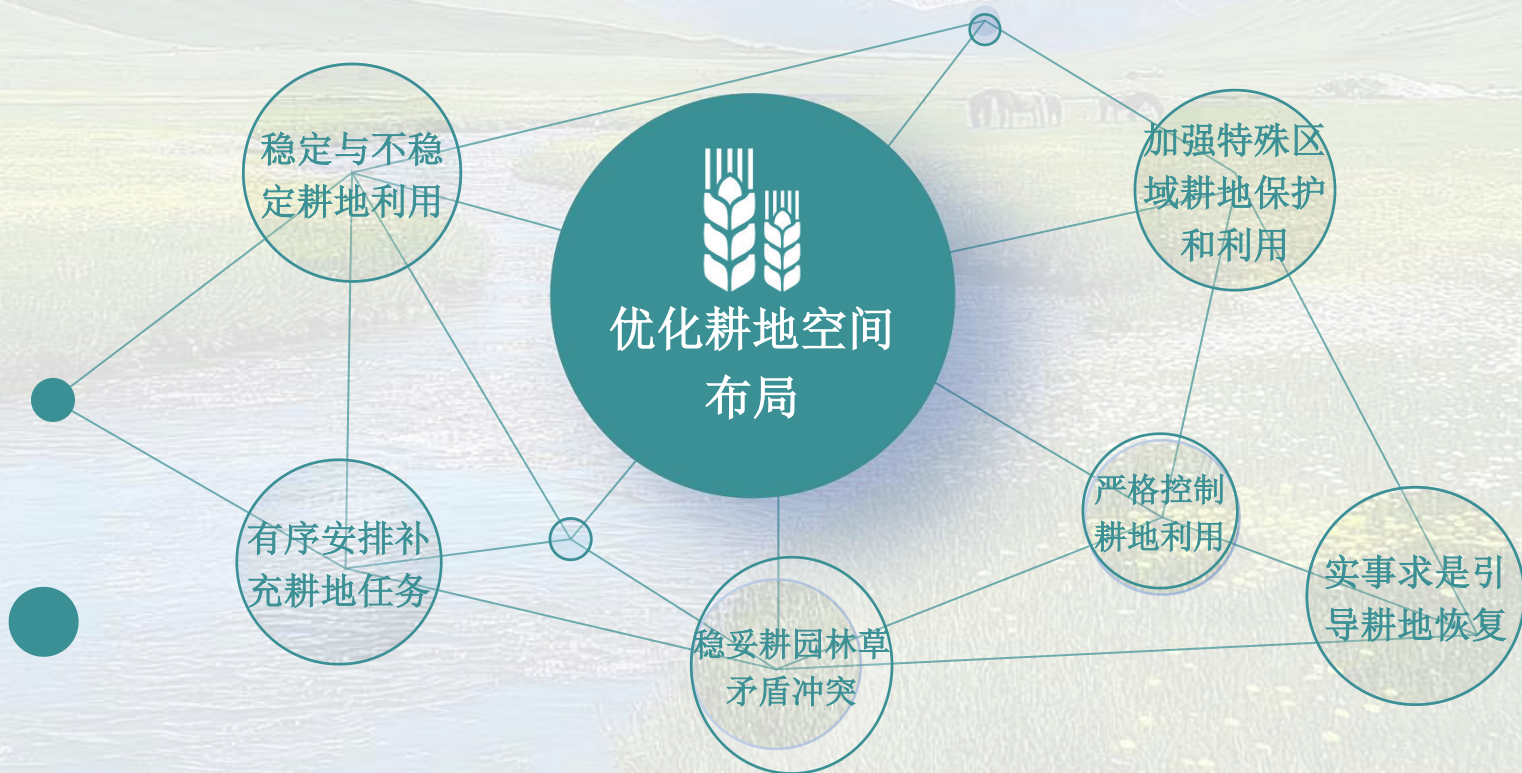 稳定与不稳
定耕地利用
优化耕地空间
布局
加强特殊区
域耕地保护
和利用
有序安排补
充耕地任务
稳妥耕园林草
矛盾冲突
严格控制
耕地利用
实事求是引
导耕地恢复